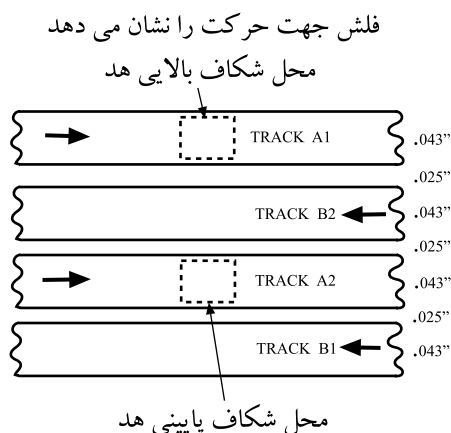 فلش جهت حرکت را نشان می دهد
محل شکاف بالایی هد
TRACK A1
.043”
.025”
TRACK B2
.043”
.025”
TRACK A2
.043”
.025”
TRACK B1
.043”
محل شکاف پایینی هد